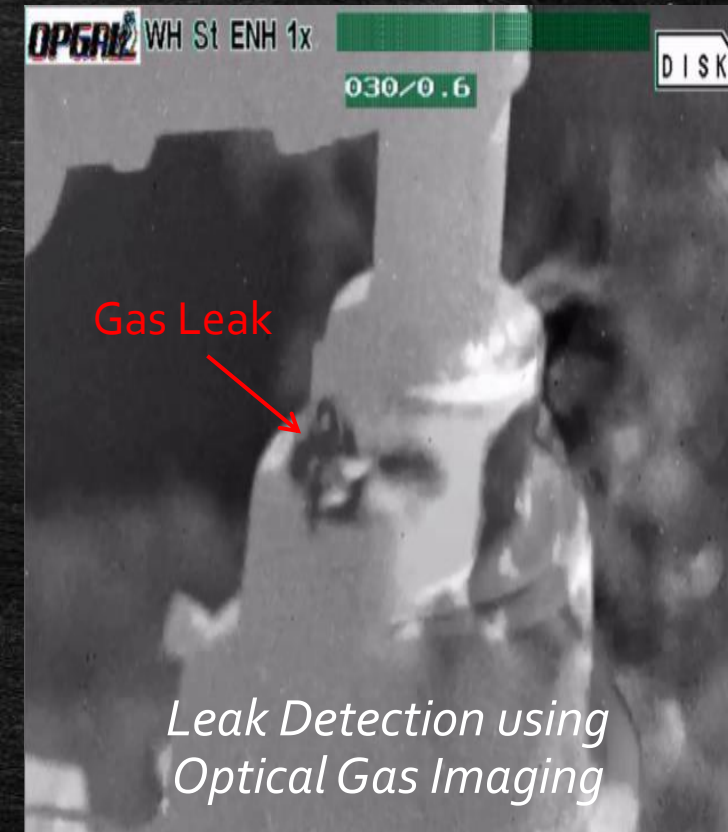 OPGAL WH St ENH 1x
DISK
030/0.6
Gas Leak
Leak Detection using
Optical Gas Imaging